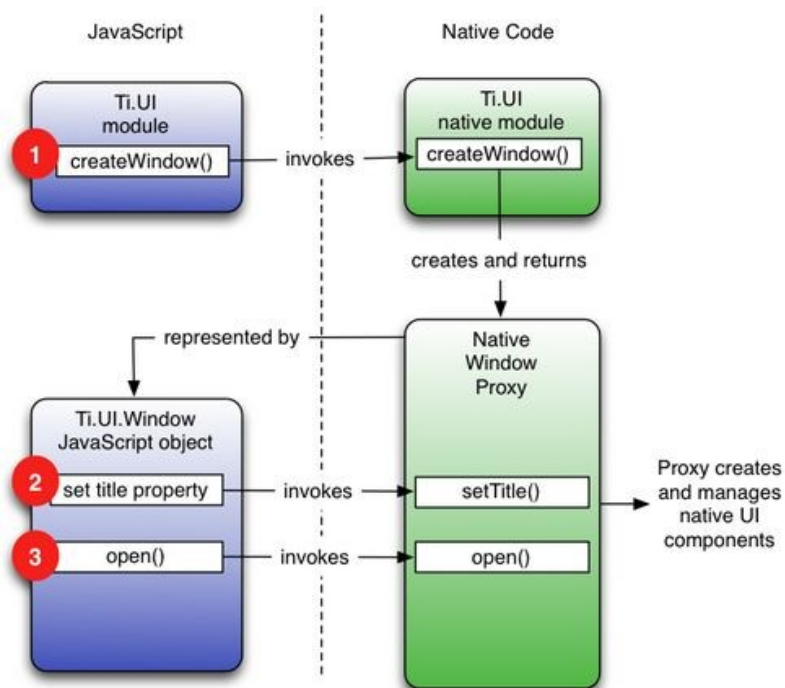 JavaScript
Native Code
Ti.UI
module
1
createWindow()
invokes
Ti.UI
native module
createWindow()
creates and returns
represented by
Native
Window
Proxy
Ti.UI.Window
JavaScript object
2
set title property
invokes
setTitle()
3
open()
invokes
open()
Proxy creates
and manages
native UI
components